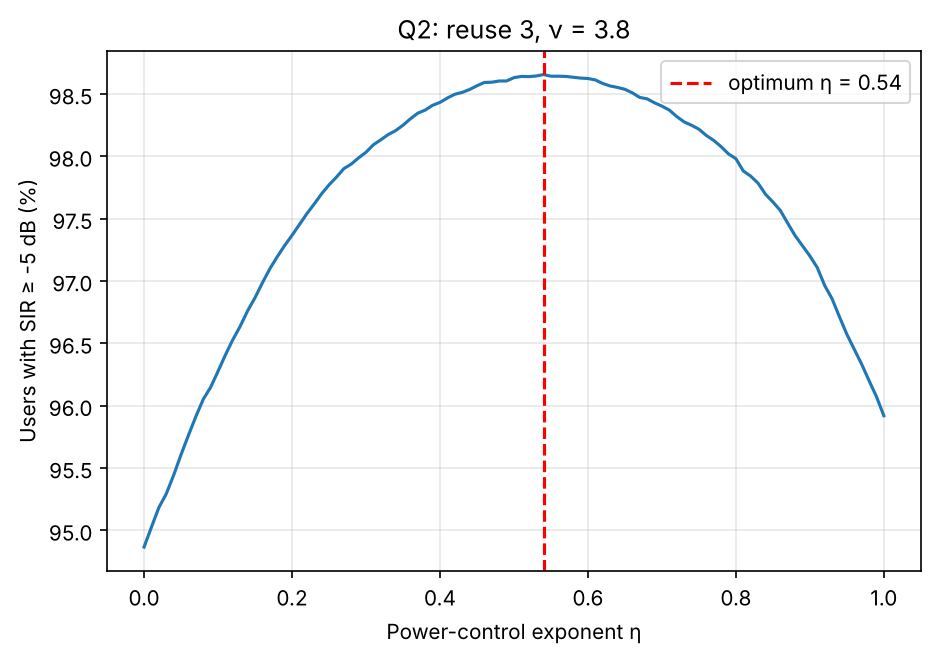 Q2: reuse 3, ν = 3.8
optimum η = 0.54
Users with SIR ≥ -5 dB (%)
98.5
98.0
97.5
97.0
96.5
96.0
95.5
95.0
0.0 0.2 0.4 0.6 0.8 1.0
Power-control exponent η